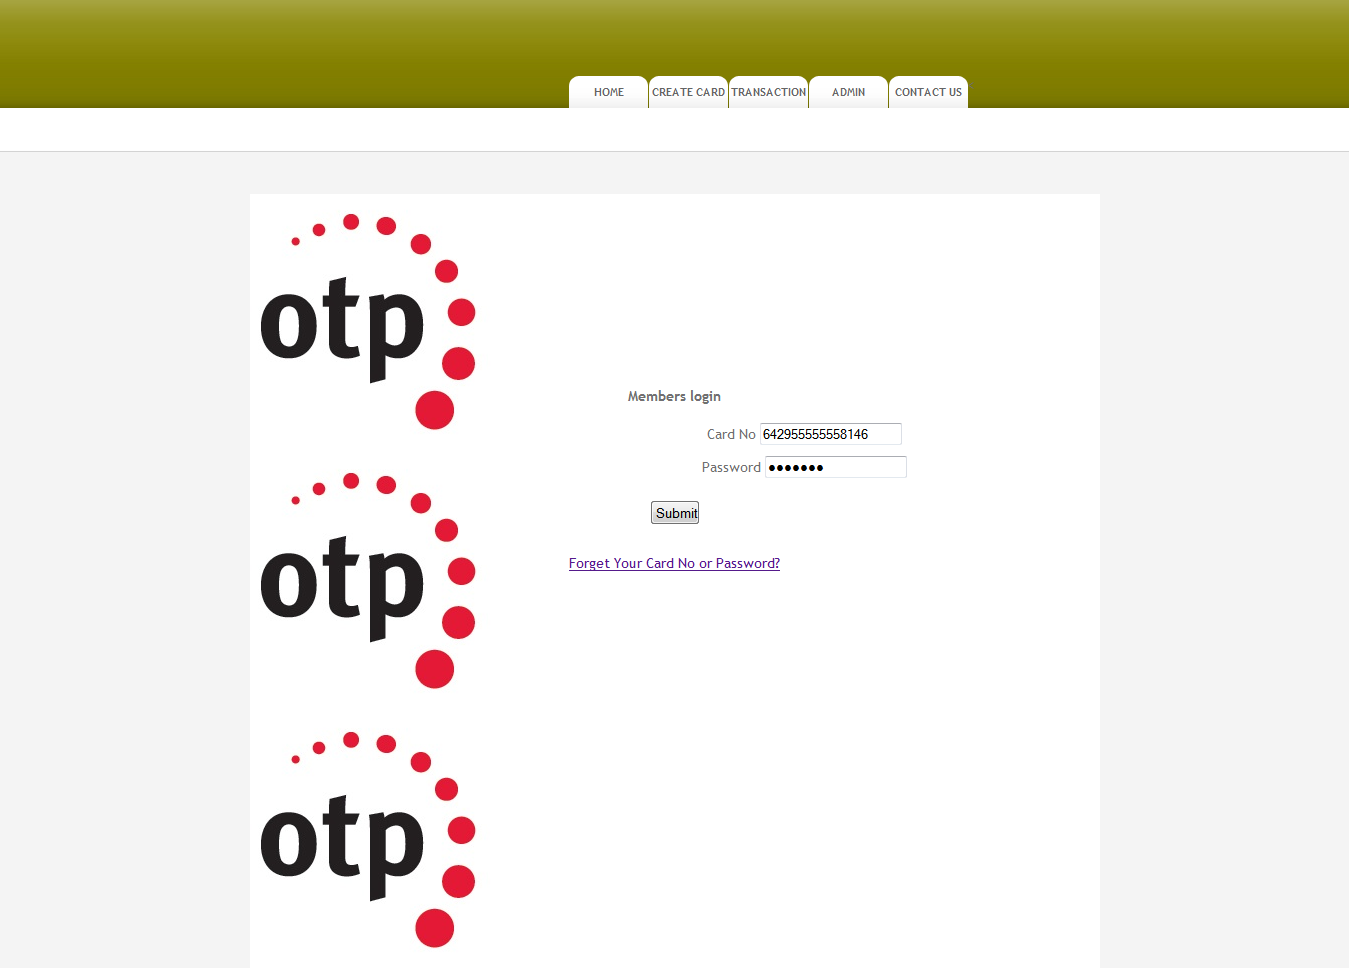 HOME CREATE CARD TRANSACTION ADMIN CONTACT US
otp
Members login
Card No 642955555558146
Password •••••••
Submit
otp
Forget Your Card No or Password?
otp